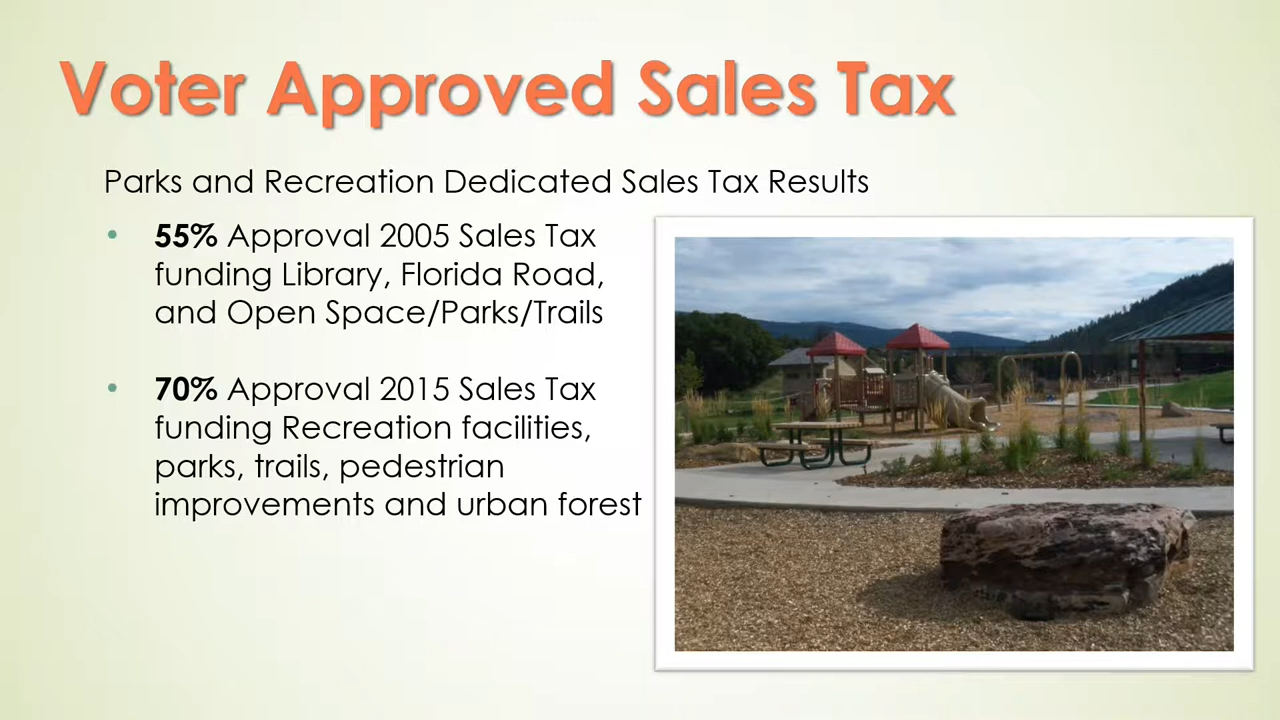 Voter Approved Sales Tax
Parks and Recreation Dedicated Sales Tax Results
• 55% Approval 2005 Sales Tax
funding Library, Florida Road,
and Open Space/Parks/Trails
• 70% Approval 2015 Sales Tax
funding Recreation facilities,
parks, trails, pedestrian
improvements and urban forest